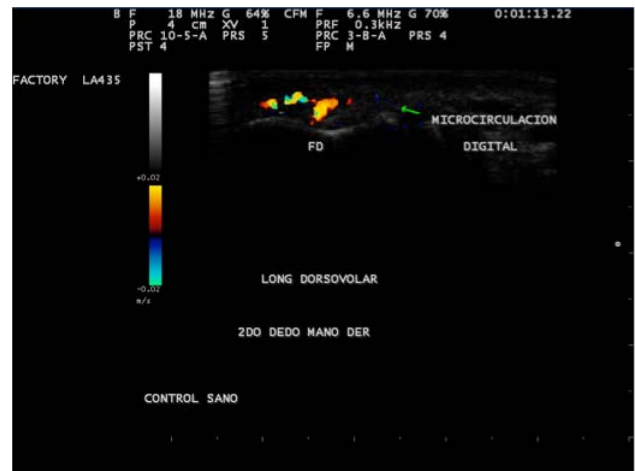 B F 18 MHz G 64% CFM F 6.6 MHz G 70% 0:01:13.22
P 4 cm XV 1 PRF 0.3kHz
PRC 10-5-A PRS 5 PRC 3-B-A PRS 4
PST 4 FP M
FACTORY LA435
MICROCIRCULACION
FD DIGITAL
+0.02
-0.02
m/s
LONG DORSOVOLAR
2DO DEDO MANO DER
CONTROL SANO